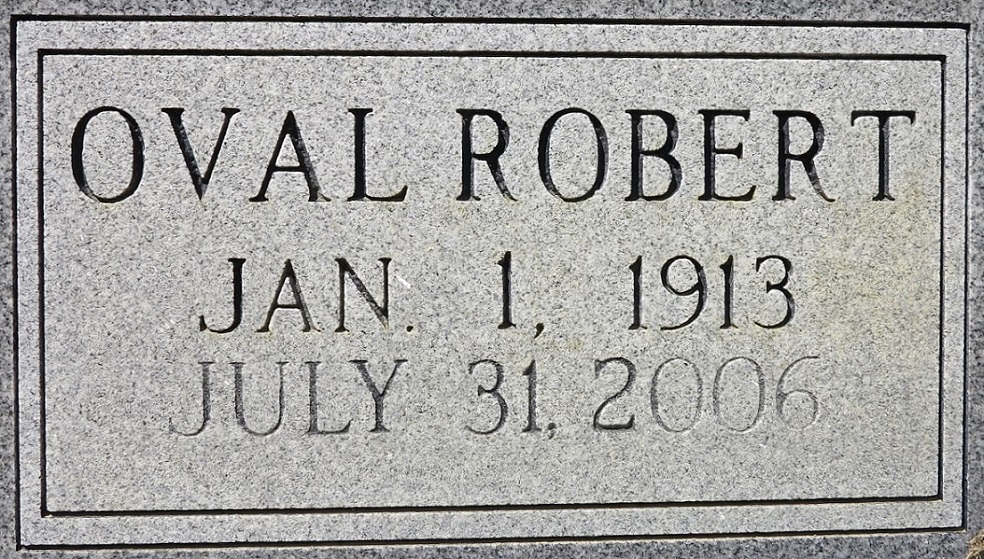 OVAL ROBERT
JAN. 1, 1913
JULY 31, 2006